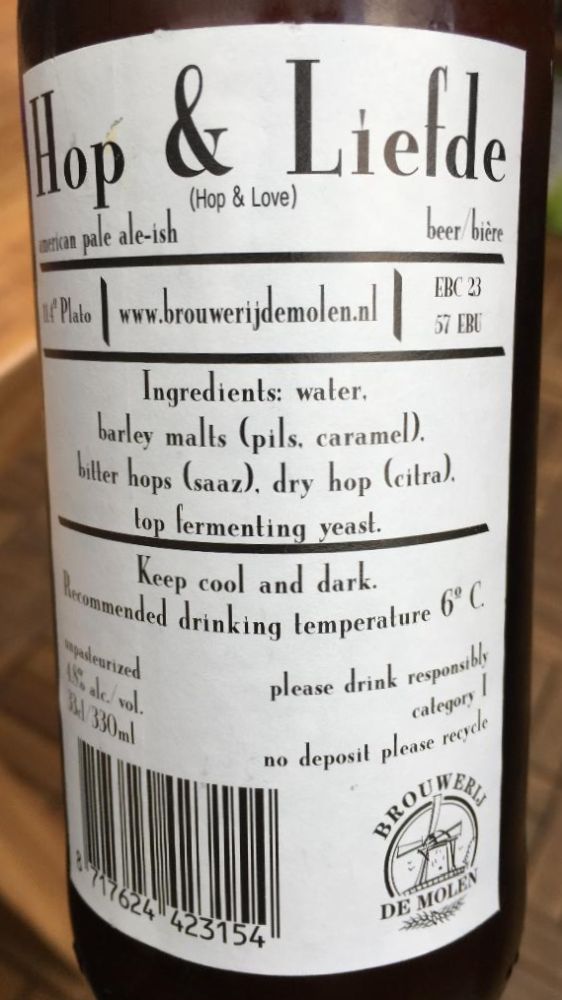 Hop & Liefde
(Hop & Love)
american pale ale-ish
beer/bière
11.4º Plato
www.brouwerijdemolen.nl
EBC 23
57 EBU
Ingredients: water,
barley malts (pils, caramel),
bitter hops (saaz), dry hop (citra),
top fermenting yeast.
Keep cool and dark.
Recommended drinking temperature 6º C.
unpasteurized
4.8% alc./vol.
33cl/330ml
please drink responsibly
category I
no deposit please recycle
8 717624 423154
BROUWERIJ
DE MOLEN